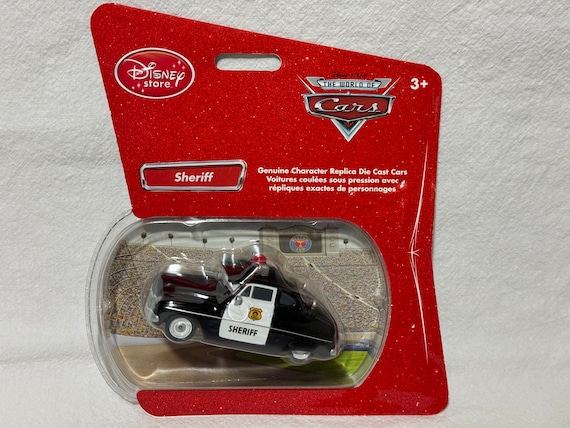 Disney
store
THE WORLD OF
Cars
3+
Sheriff
Genuine Character Replica Die Cast Cars
Voitures coulées sous pression avec
répliques exactes de personnages
SHERIFF